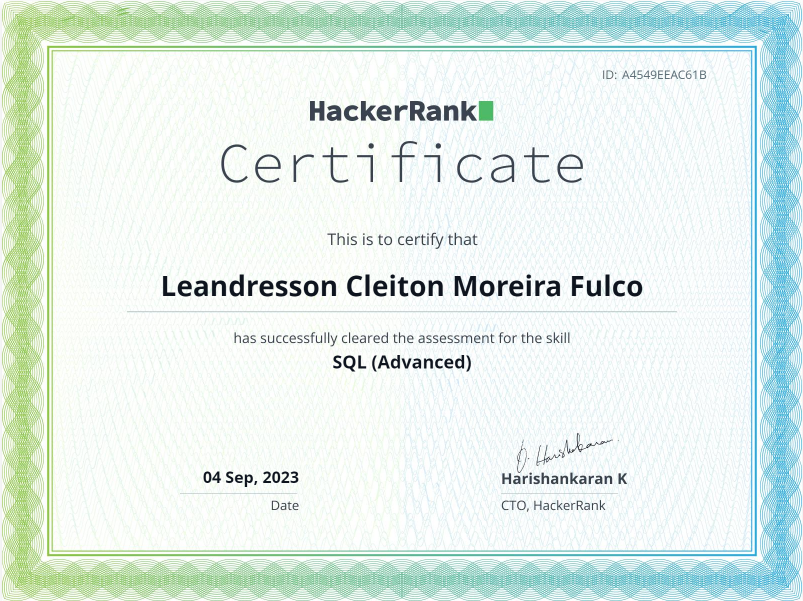 ID: A4549EEAC61B
HackerRank
Certificate
This is to certify that
Leandresson Cleiton Moreira Fulco
has successfully cleared the assessment for the skill
SQL (Advanced)
04 Sep, 2023
Date
D. Harishankaran
Harishankaran K
CTO, HackerRank